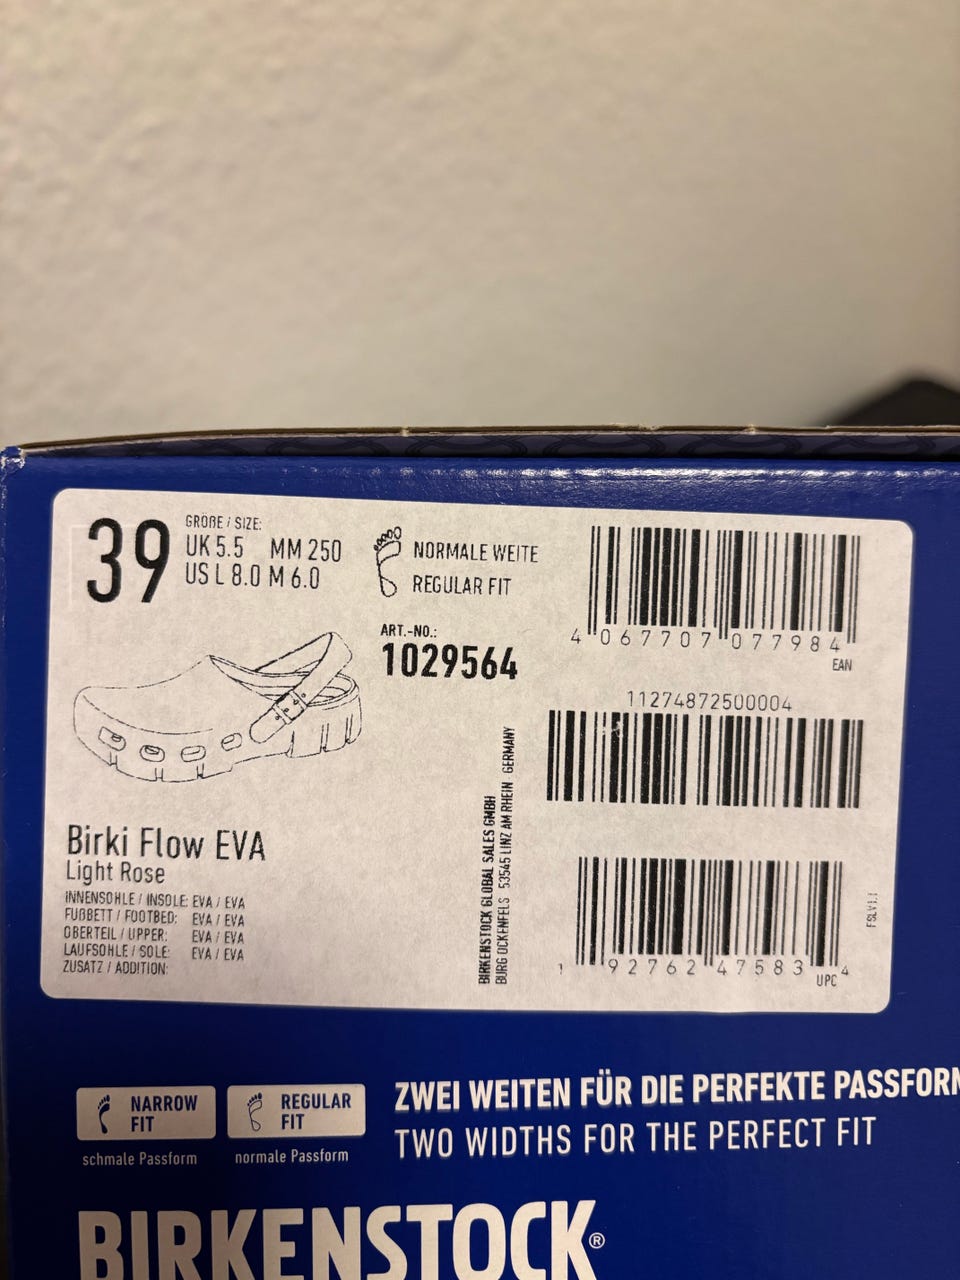 39
GRÖßE / SIZE:
UK 5.5 MM 250
US L 8.0 M 6.0
NORMALE WEITE
REGULAR FIT
ART.-NO.:
1029564
4 067707 077984
EAN
11274872500004
Birki Flow EVA
Light Rose
INNENSOHLE / INSOLE: EVA / EVA
FUßBETT / FOOTBED: EVA / EVA
OBERTEIL / UPPER: EVA / EVA
LAUFSOHLE / SOLE: EVA / EVA
ZUSATZ / ADDITION:
BIRKENSTOCK GLOBAL SALES GMBH
BURG OCKENFELS 53545 LINZ AM RHEIN GERMANY
1 92762 47583 4
UPC
FSLV1.1
NARROW
FIT
schmale Passform
REGULAR
FIT
normale Passform
ZWEI WEITEN FÜR DIE PERFEKTE PASSFORM
TWO WIDTHS FOR THE PERFECT FIT
BIRKENSTOCK®